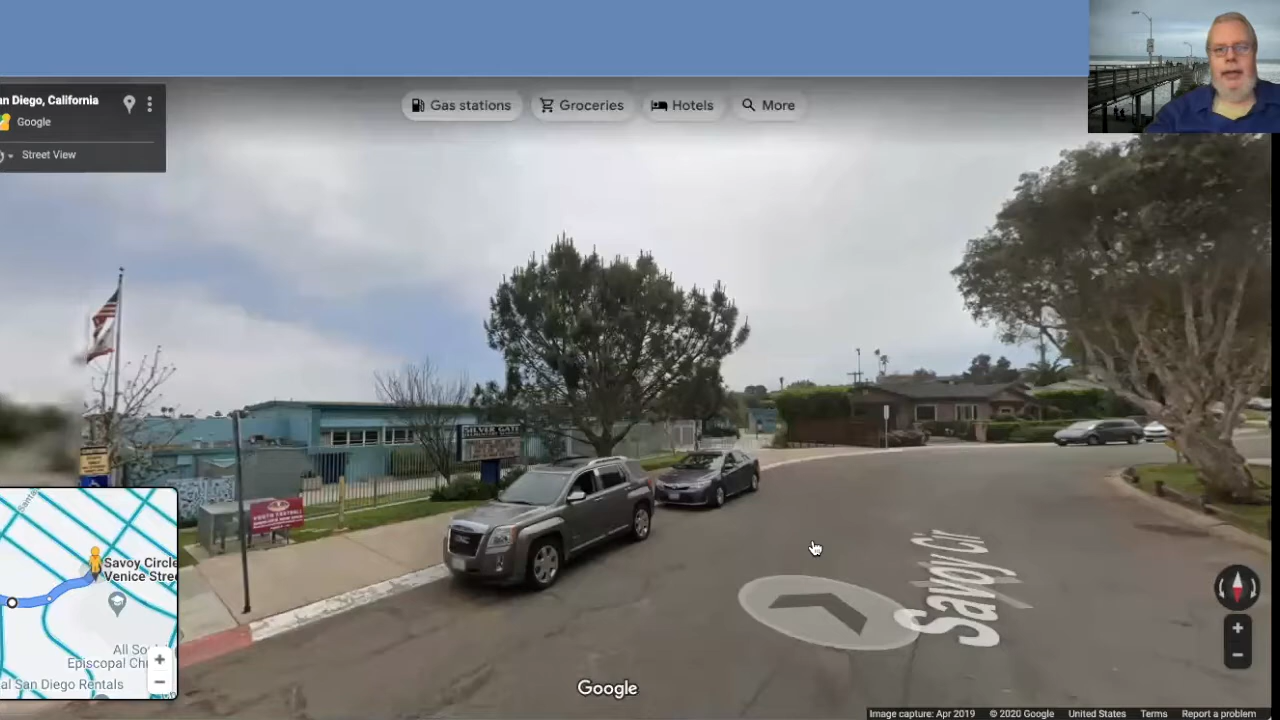 an Diego, California
Google
Street View
Gas stations
Groceries
Hotels
More
SILVER GATE
YOUTH FOOTBALL
Savoy Cir
Savoy Circle
Venice Stre
All So
Episcopal Ch
al San Diego Rentals
Google
Image capture: Apr 2019 © 2020 Google United States Terms Report a problem